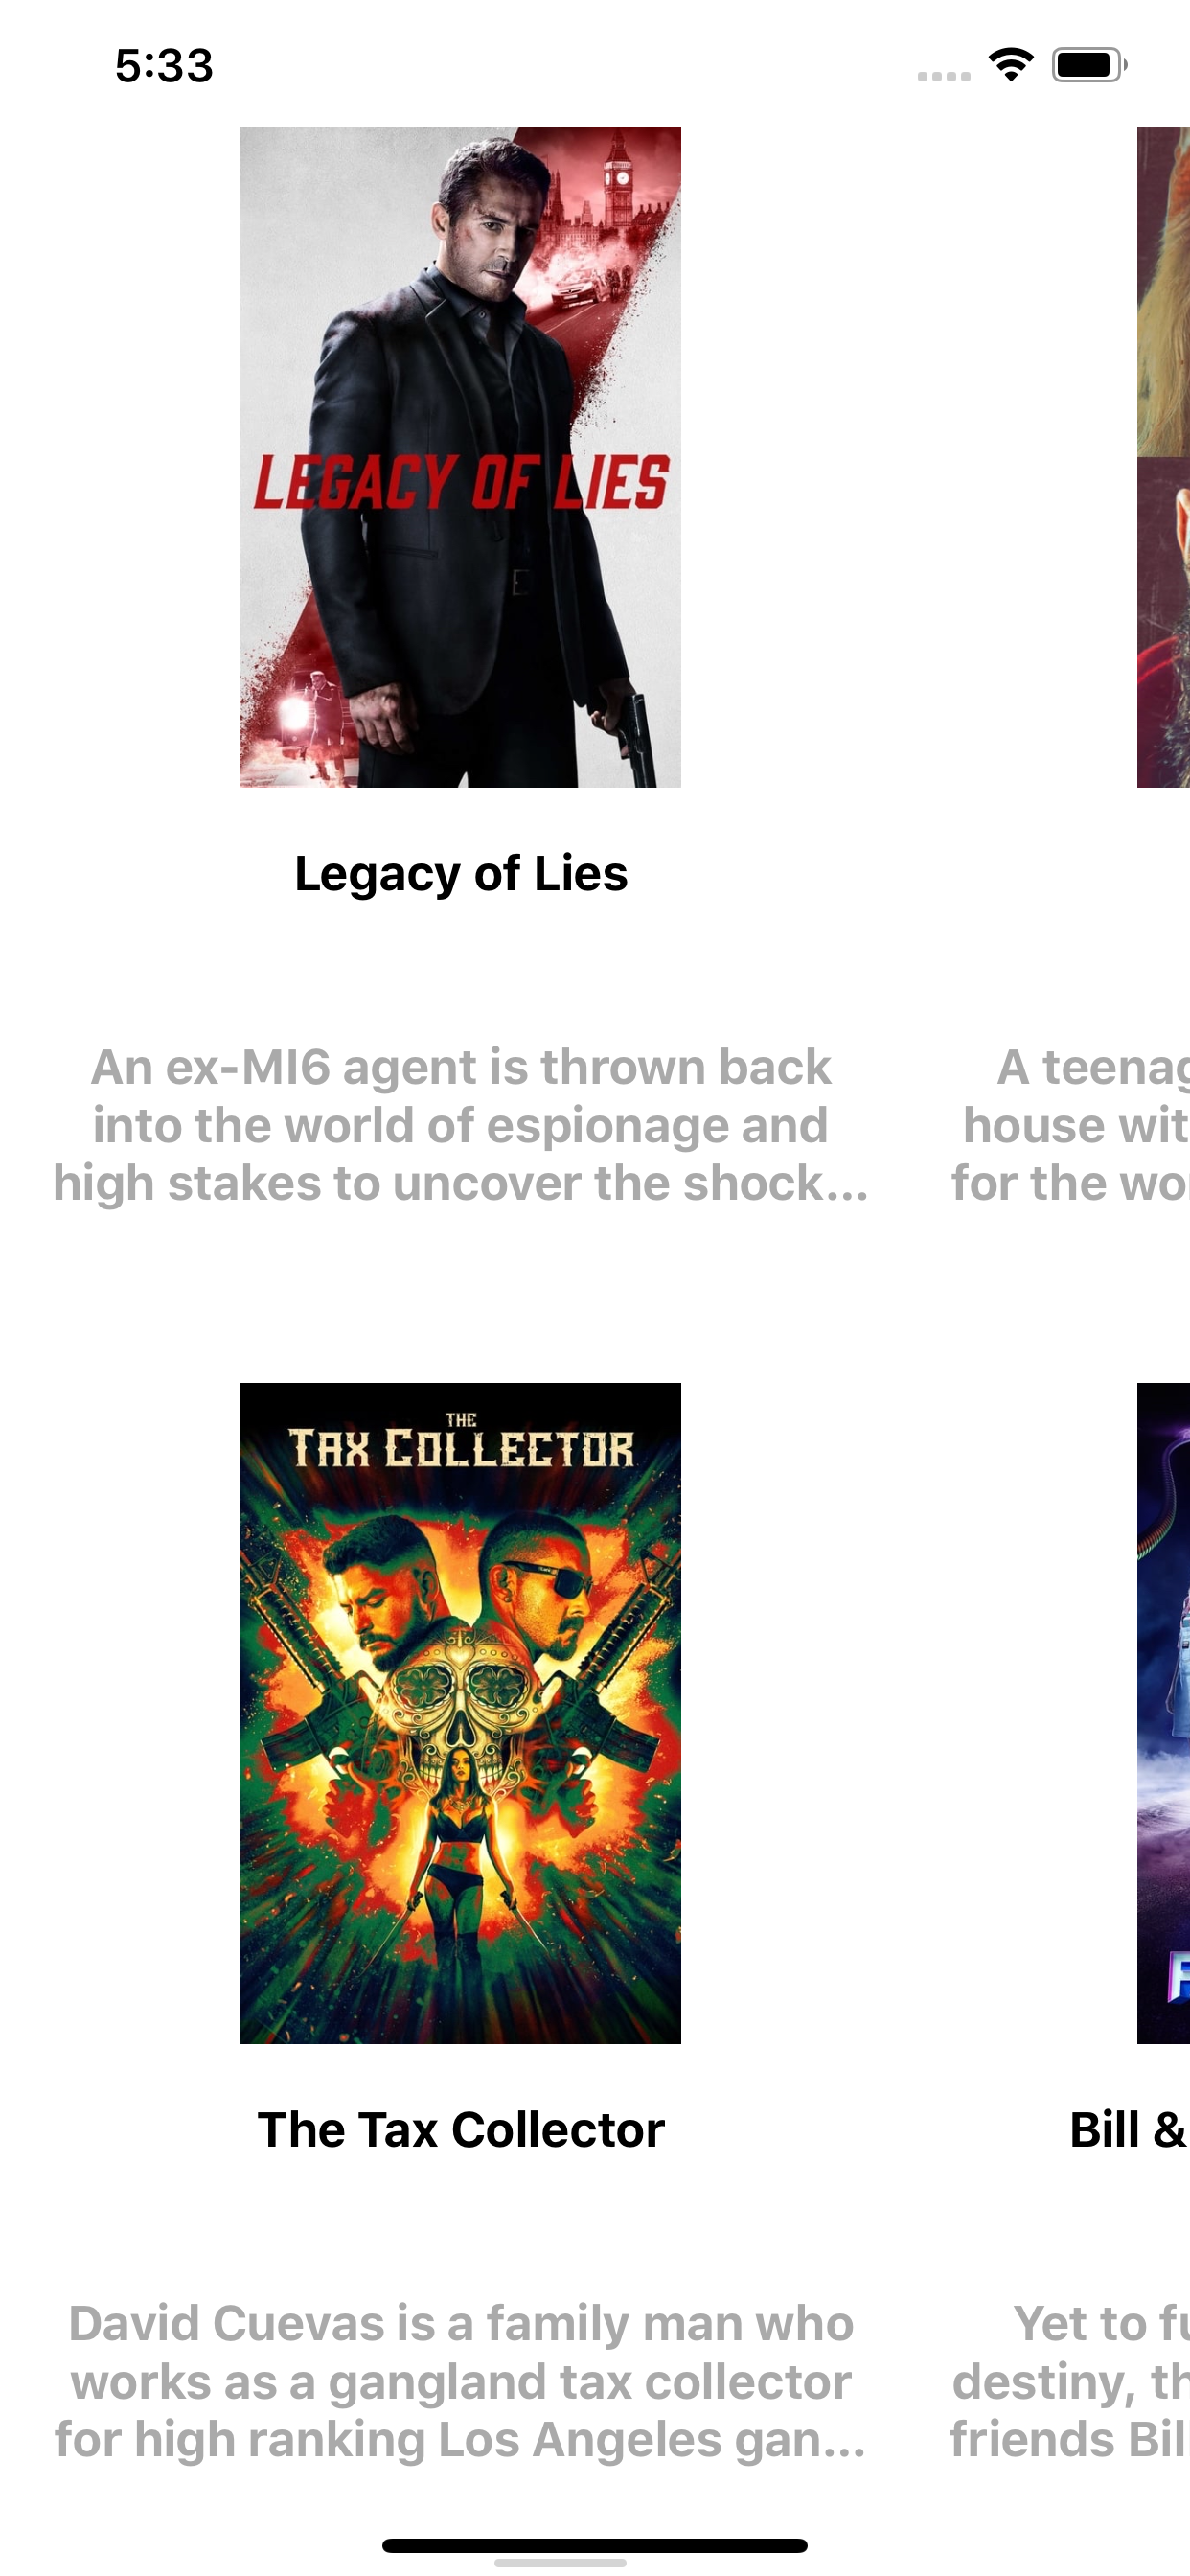 5:33
LEGACY OF LIES
Legacy of Lies
An ex-MI6 agent is thrown back
into the world of espionage and
high stakes to uncover the shock...
A teenag
house wit
for the wo
THE
TAX COLLECTOR
The Tax Collector
Bill &
David Cuevas is a family man who
works as a gangland tax collector
for high ranking Los Angeles gan...
Yet to fu
destiny, th
friends Bill